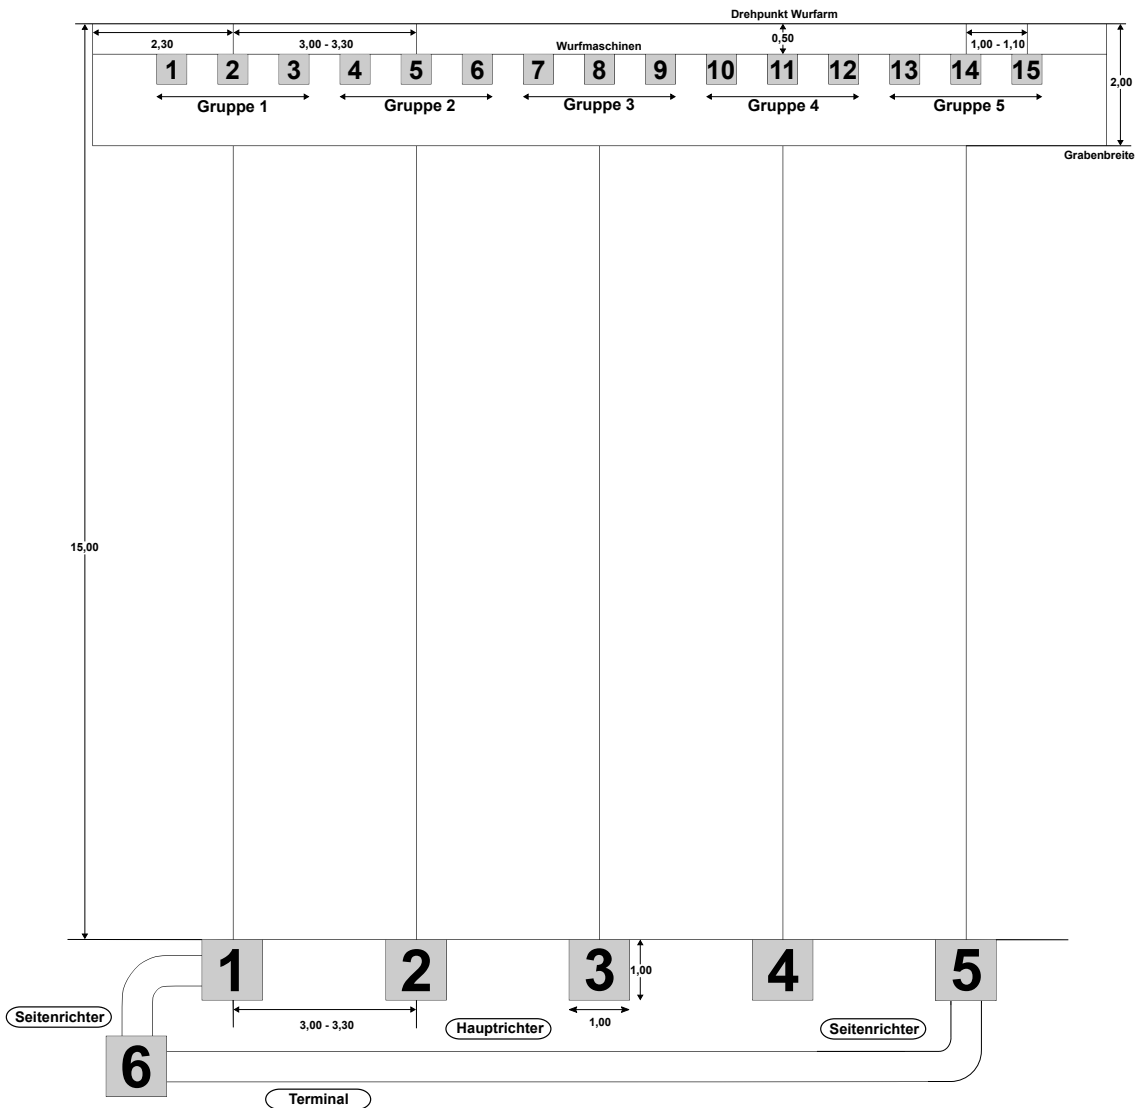 Drehpunkt Wurfarm
2,30
3,00 - 3,30
Wurfmaschinen
0,50
1,00 - 1,10
1 2 3 4 5 6 7 8 9 10 11 12 13 14 15
2,00
Gruppe 1 Gruppe 2 Gruppe 3 Gruppe 4 Gruppe 5
Grabenbreite
15,00
1 2 3 4 5
1,00
Seitenrichter
3,00 - 3,30
Hauptrichter
1,00
Seitenrichter
6
Terminal